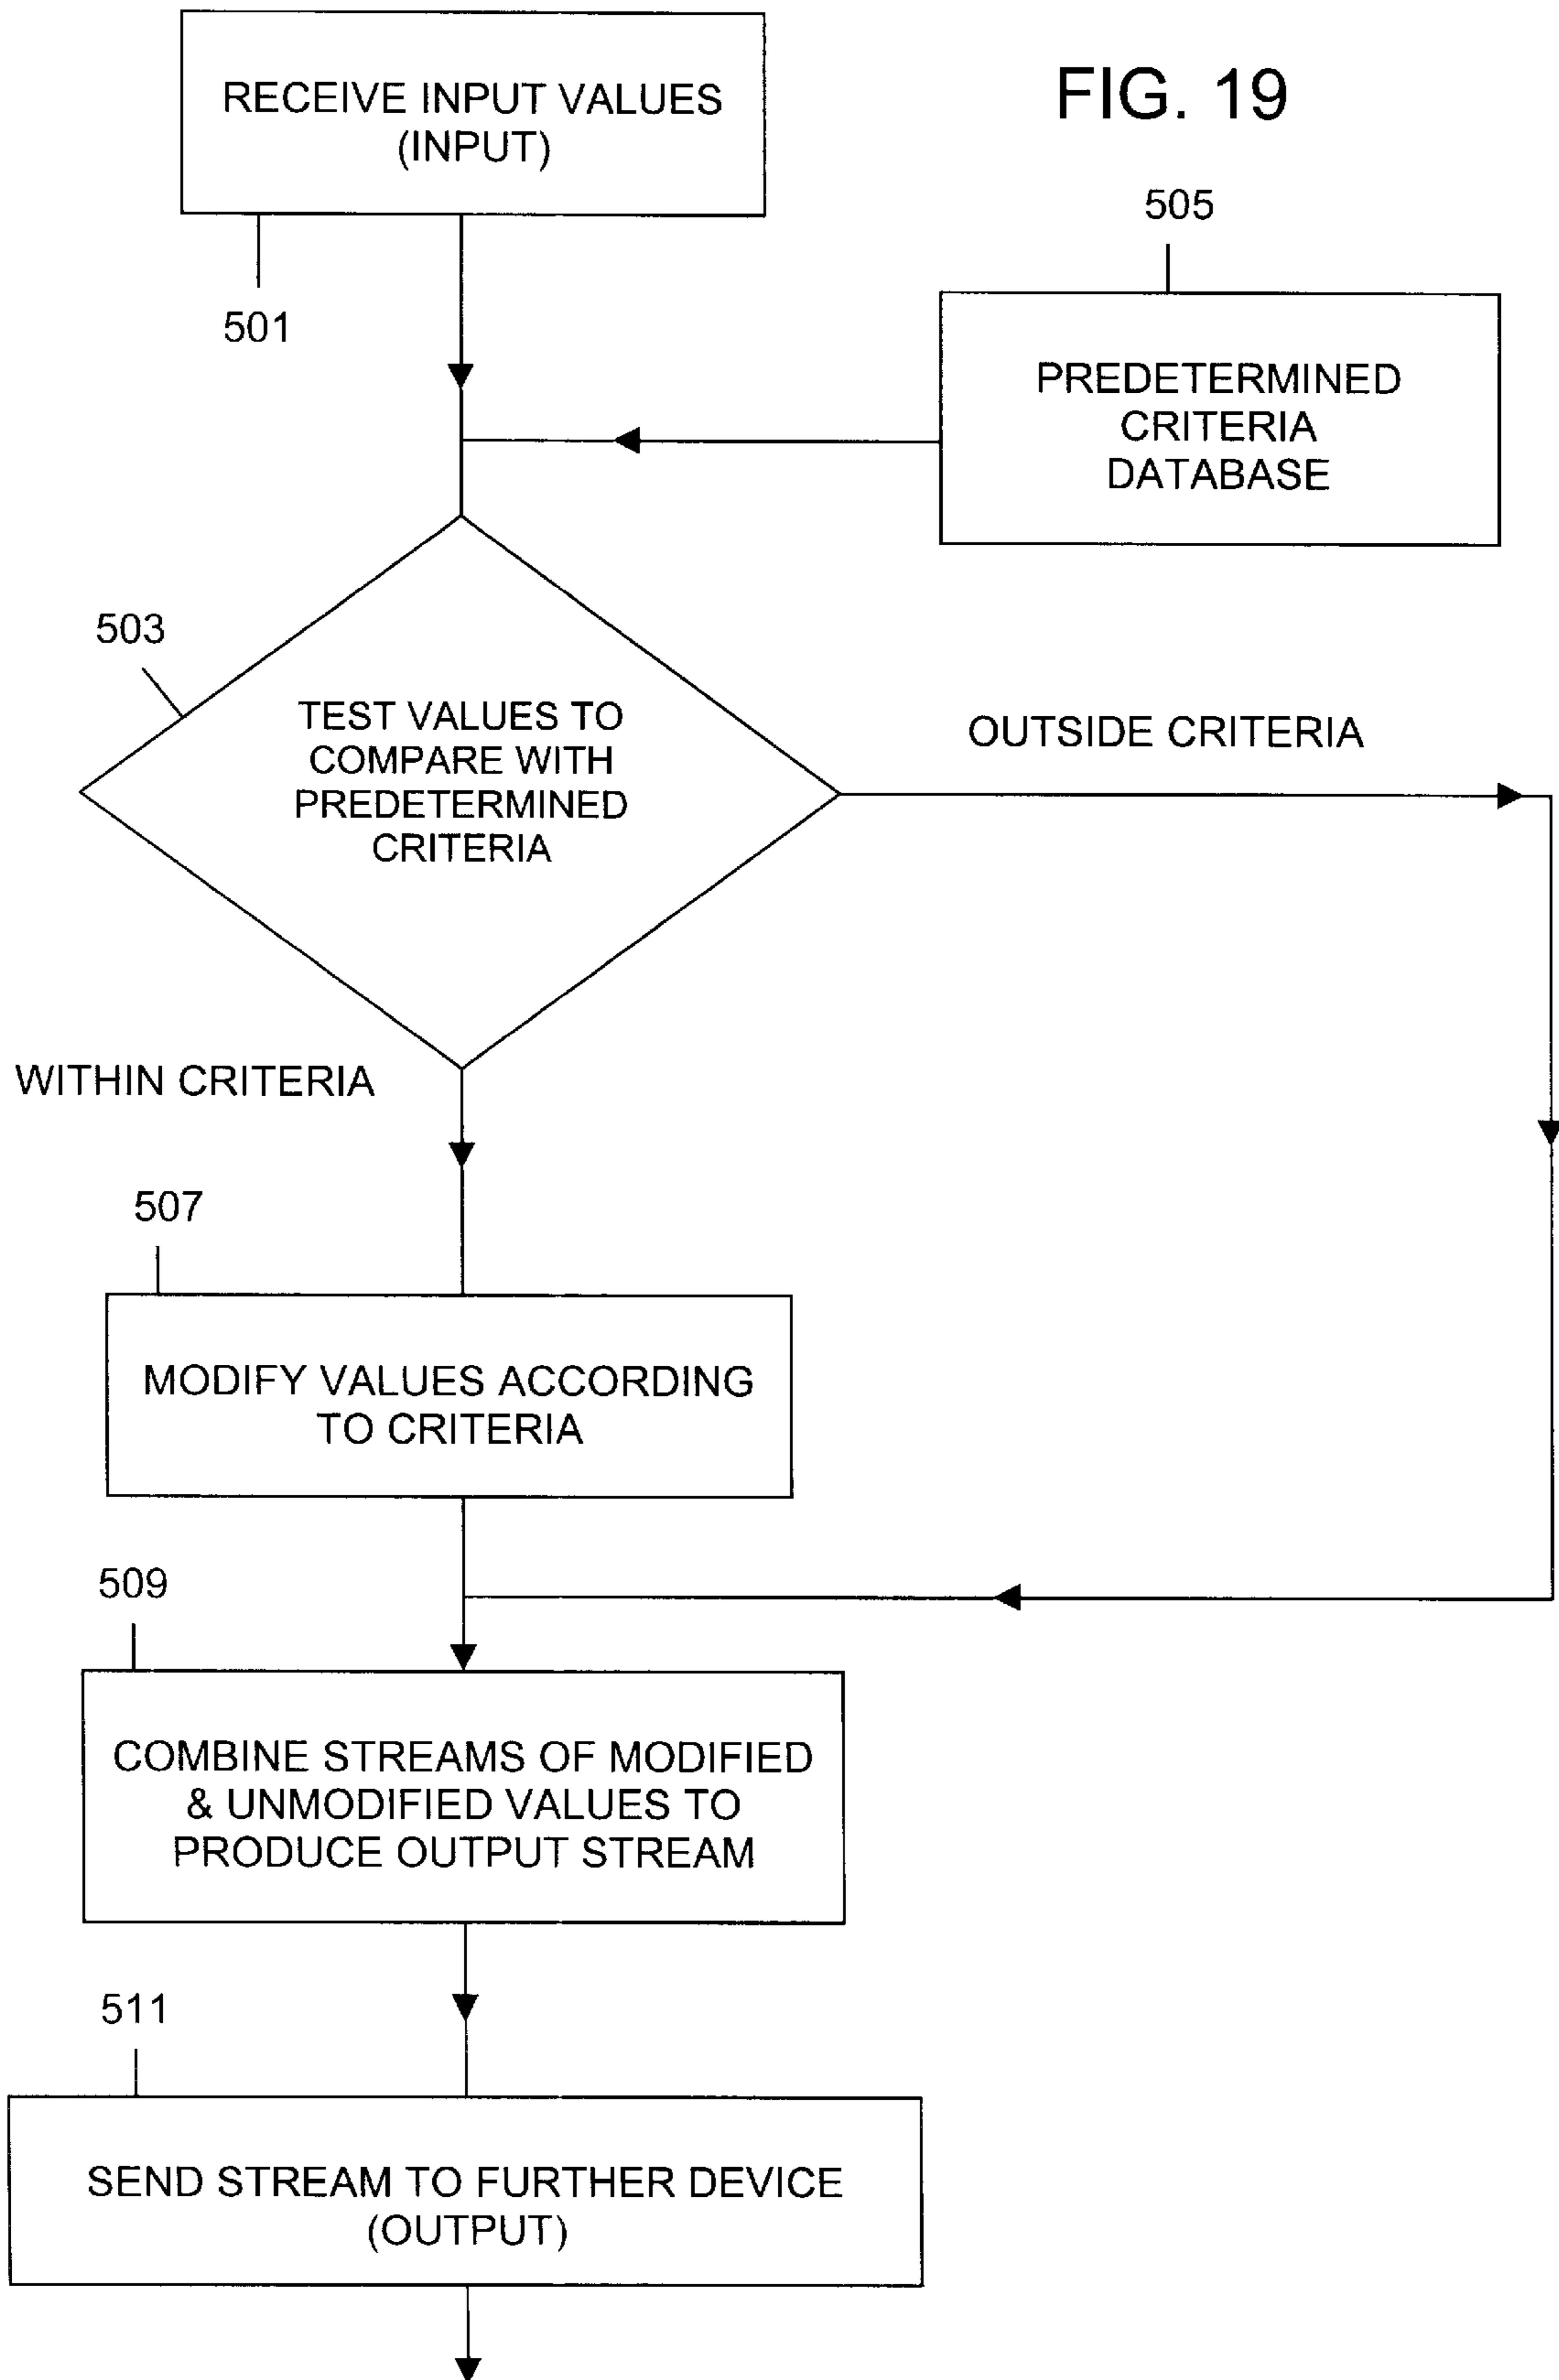 RECEIVE INPUT VALUES
(INPUT)
FIG. 19
501
505
PREDETERMINED
CRITERIA
DATABASE
503
TEST VALUES TO
COMPARE WITH
PREDETERMINED
CRITERIA
OUTSIDE CRITERIA
WITHIN CRITERIA
507
MODIFY VALUES ACCORDING
TO CRITERIA
509
COMBINE STREAMS OF MODIFIED
& UNMODIFIED VALUES TO
PRODUCE OUTPUT STREAM
511
SEND STREAM TO FURTHER DEVICE
(OUTPUT)